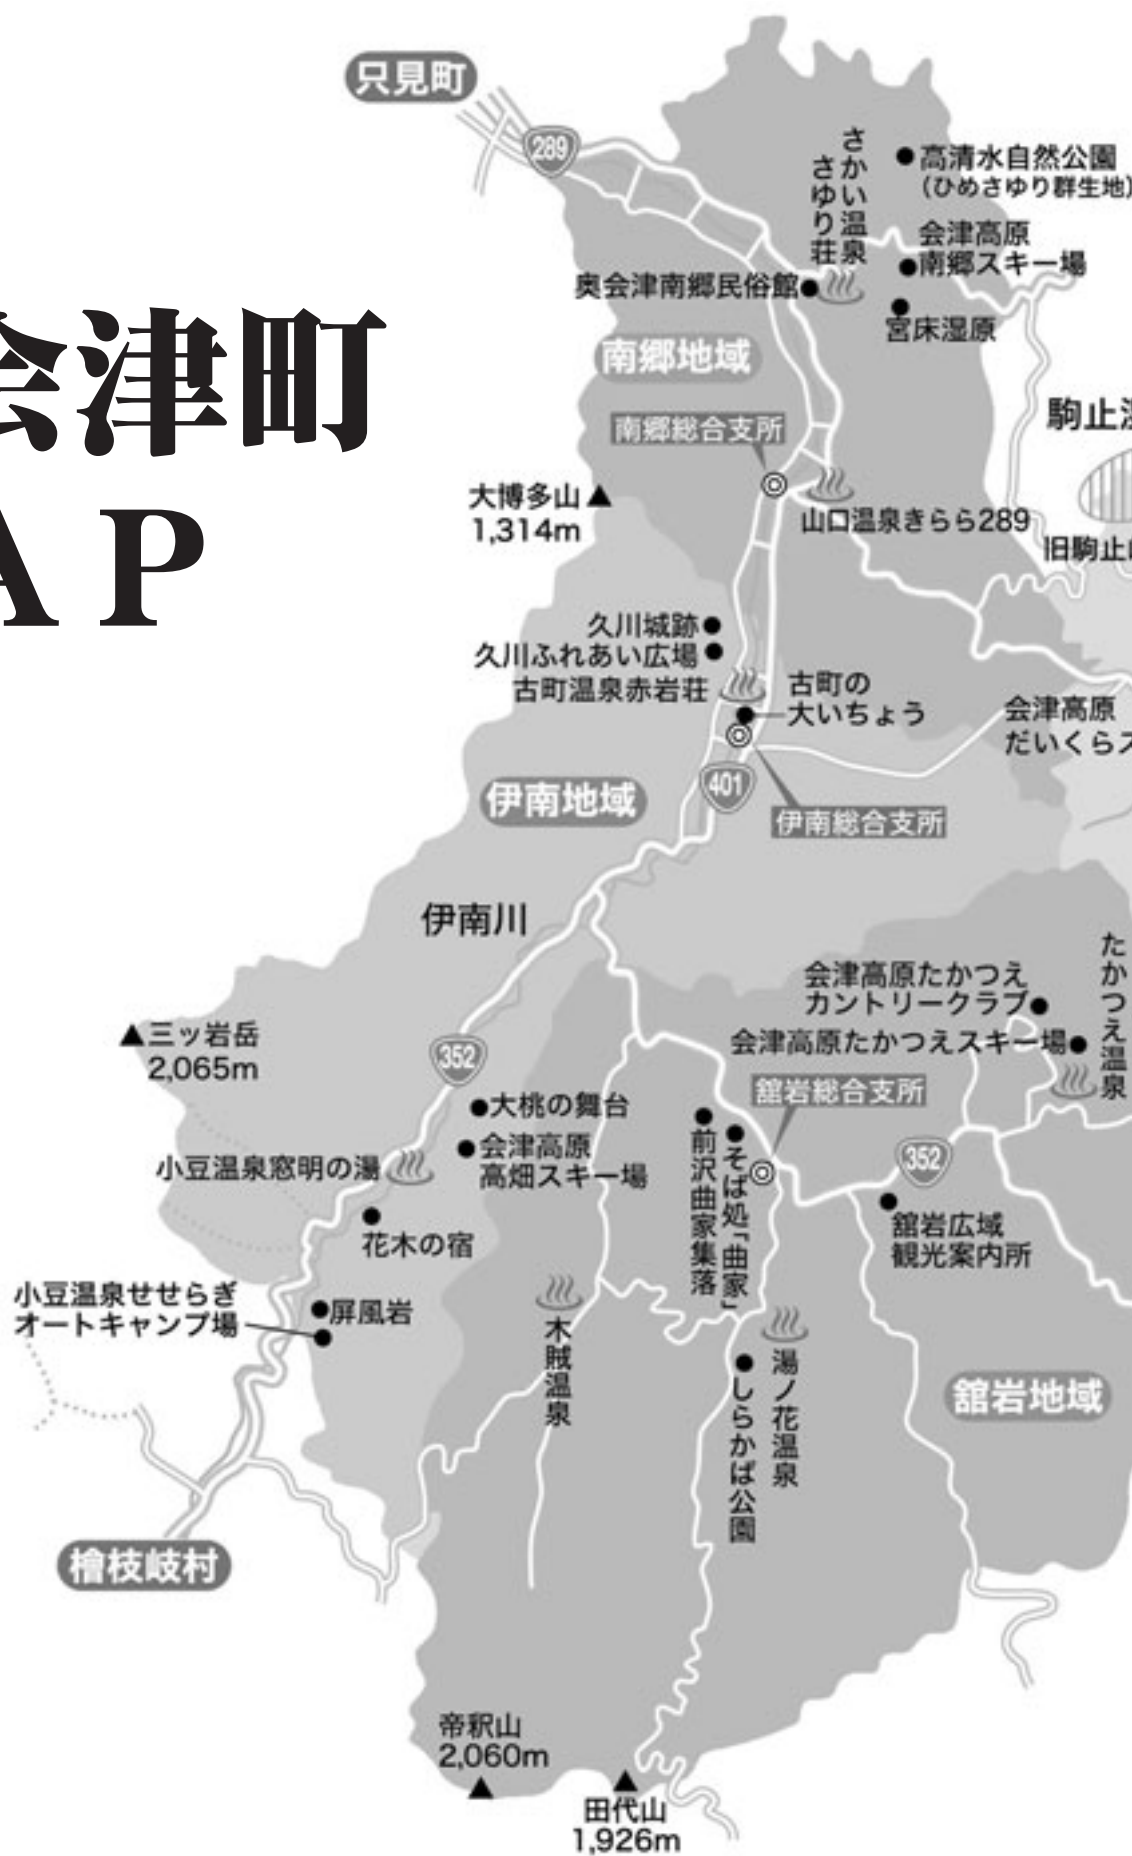 会津町
AP
只見町
289
さかい温泉
さゆり荘
高清水自然公園
(ひめさゆり群生地)
会津高原
南郷スキー場
奥会津南郷民俗館
宮床湿原
南郷地域
南郷総合支所
駒止
大博多山
1,314m
山口温泉きらら289
旧駒止
久川城跡
久川ふれあい広場
古町温泉赤岩荘
古町の
大いちょう
会津高原
だいくらス
401
伊南地域
伊南総合支所
伊南川
会津高原たかつえ
カントリークラブ
会津高原たかつえスキー場
たかつえ温泉
三ッ岩岳
2,065m
352
大桃の舞台
会津高原
高畑スキー場
舘岩総合支所
前沢曲家集落
そば処「曲家」
352
小豆温泉窓明の湯
花木の宿
舘岩広域
観光案内所
小豆温泉せせらぎ
オートキャンプ場
屏風岩
木賊温泉
湯ノ花温泉
しらかば公園
舘岩地域
檜枝岐村
帝釈山
2,060m
田代山
1,926m